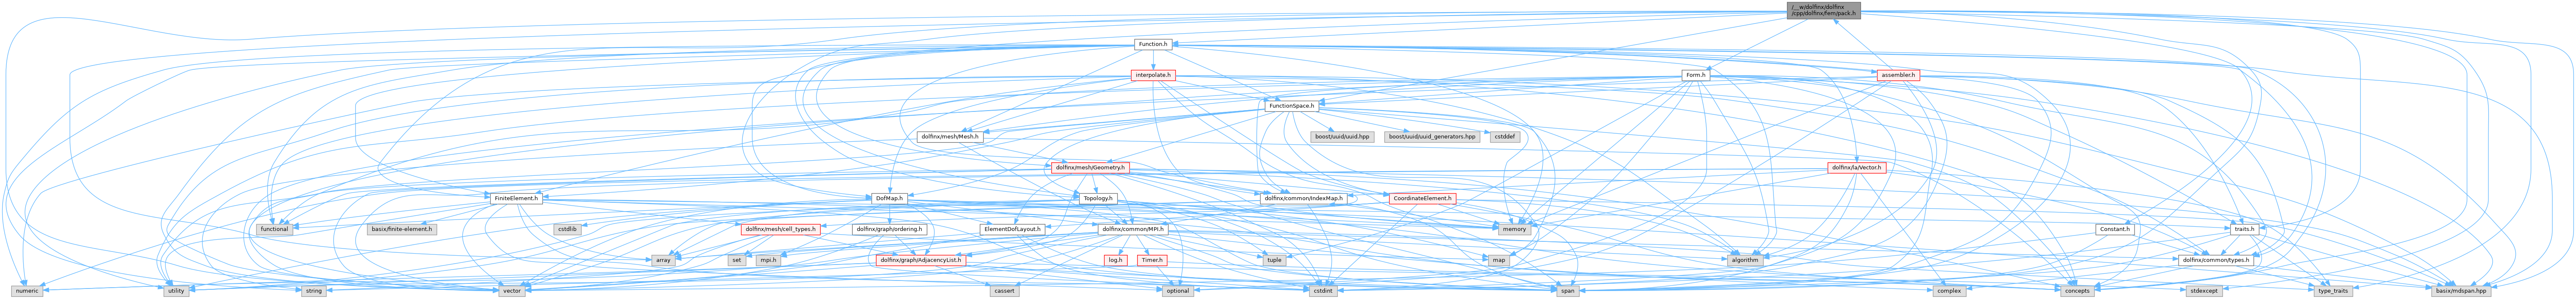 /__w/dolfinx/dolfinx
/cpp/dolfinx/fem/pack.h
Function.h
interpolate.h
Form.h
assembler.h
FunctionSpace.h
dolfinx/mesh/Mesh.h
boost/uuid/uuid.hpp
boost/uuid/uuid_generators.hpp
cstddef
dolfinx/mesh/Geometry.h
dolfinx/la/Vector.h
FiniteElement.h
DofMap.h
Topology.h
dolfinx/common/IndexMap.h
CoordinateElement.h
functional
basix/finite-element.h
cstdlib
dolfinx/mesh/cell_types.h
dolfinx/graph/ordering.h
ElementDofLayout.h
dolfinx/common/MPI.h
memory
Constant.h
traits.h
array
set
mpi.h
dolfinx/graph/AdjacencyList.h
log.h
Timer.h
tuple
map
algorithm
dolfinx/common/types.h
numeric
utility
string
vector
optional
cassert
cstdint
span
complex
concepts
stdexcept
type_traits
basix/mdspan.hpp